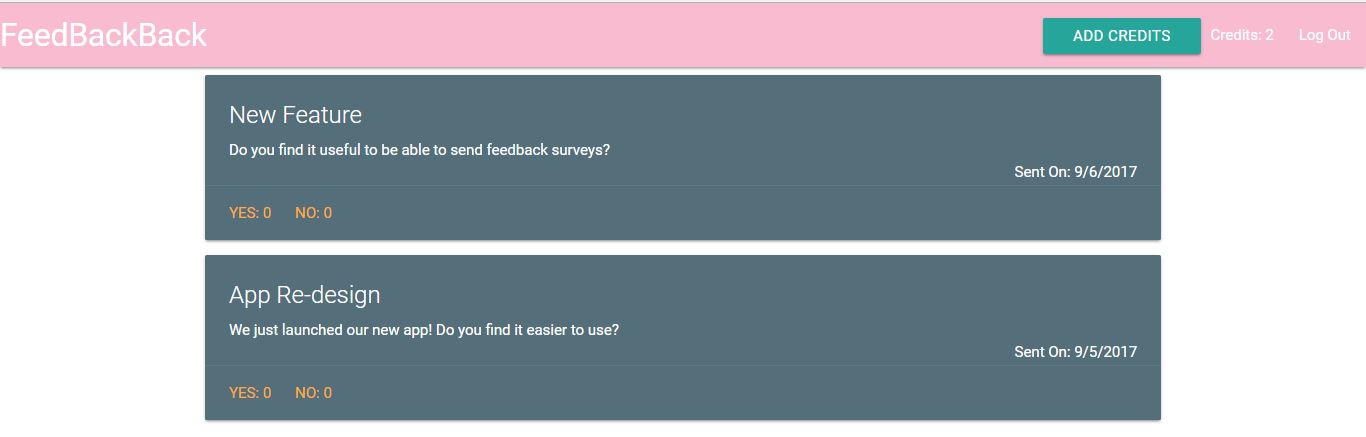 FeedBackBack
ADD CREDITS Credits: 2 Log Out
New Feature
Do you find it useful to be able to send feedback surveys?
Sent On: 9/6/2017
YES: 0 NO: 0
App Re-design
We just launched our new app! Do you find it easier to use?
Sent On: 9/5/2017
YES: 0 NO: 0